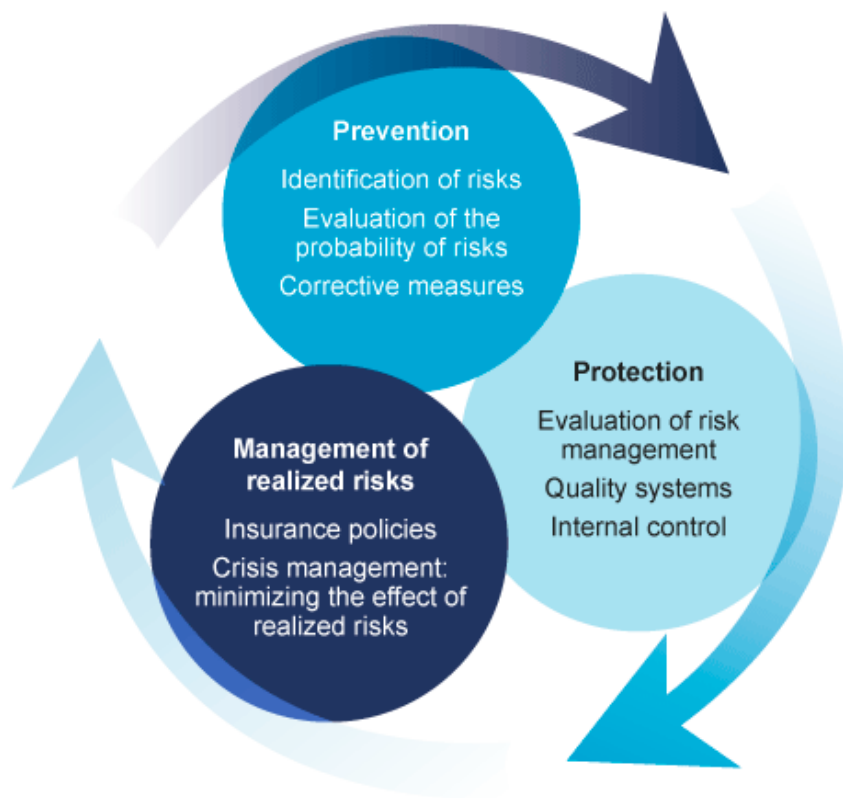 Prevention
Identification of risks
Evaluation of the
probability of risks
Corrective measures
Protection
Evaluation of risk
management
Quality systems
Internal control
Management of
realized risks
Insurance policies
Crisis management:
minimizing the effect of
realized risks